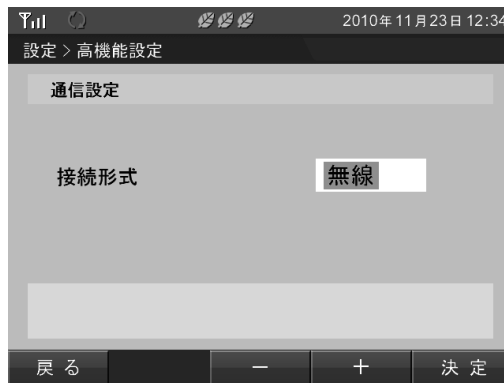 2010年11月23日 12:34
設定 > 高機能設定
通信設定
接続形式 無線
戻る － ＋ 決定